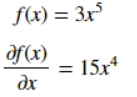 f(x) = 3x⁵
∂f(x)/∂x = 15x⁴